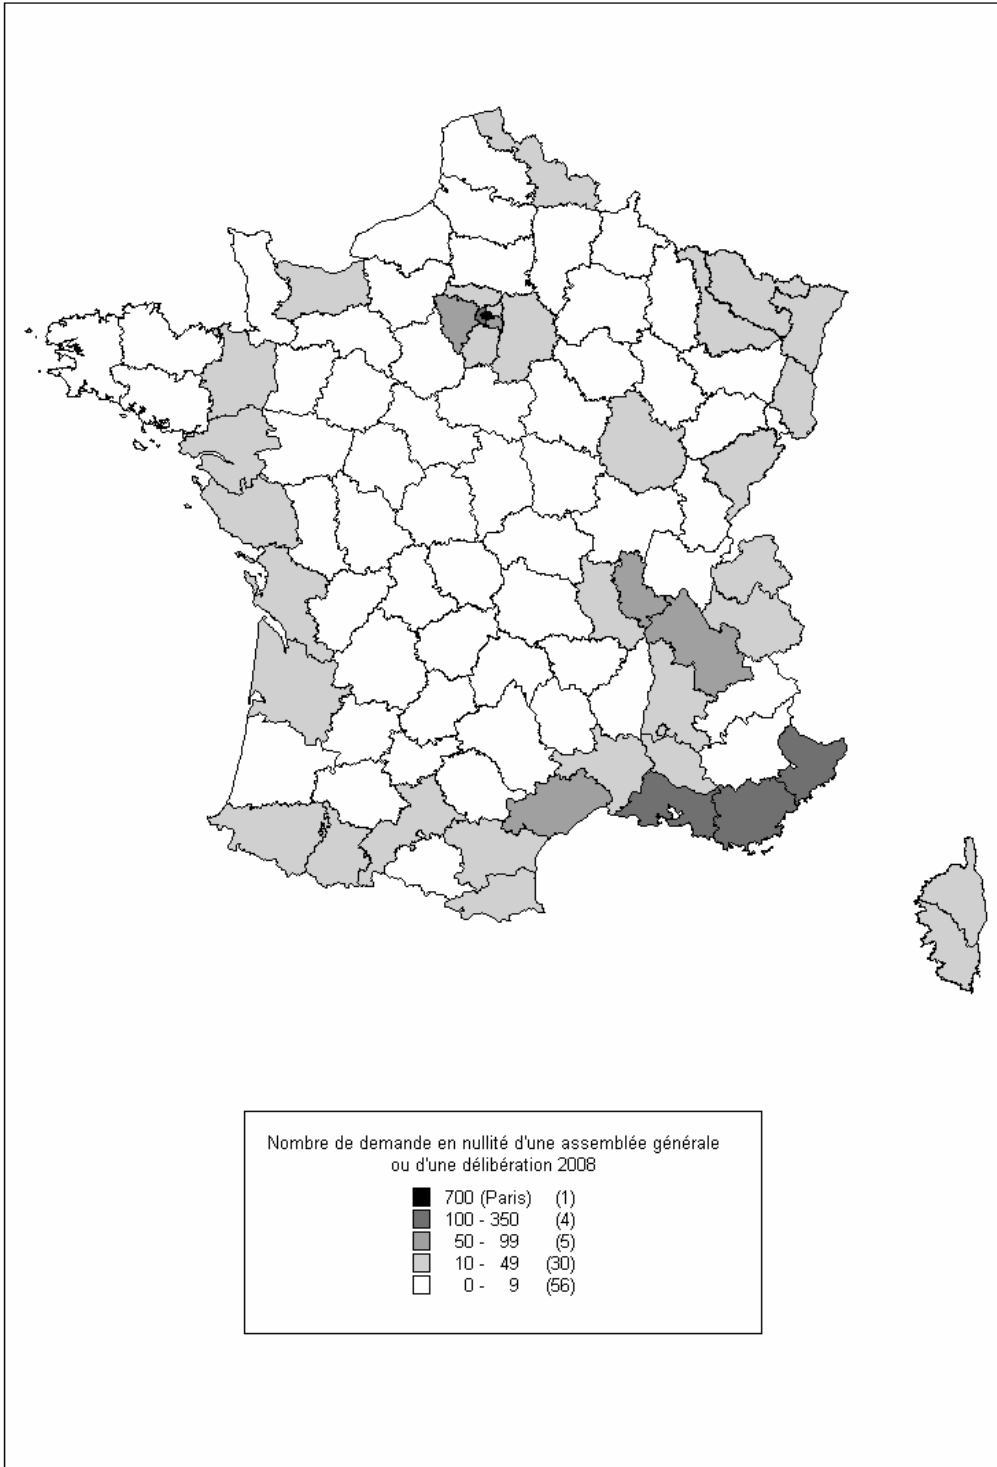 Nombre de demande en nullité d'une assemblée générale
ou d'une délibération 2008
700 (Paris) (1)
100 - 350 (4)
50 - 99 (5)
10 - 49 (30)
0 - 9 (56)